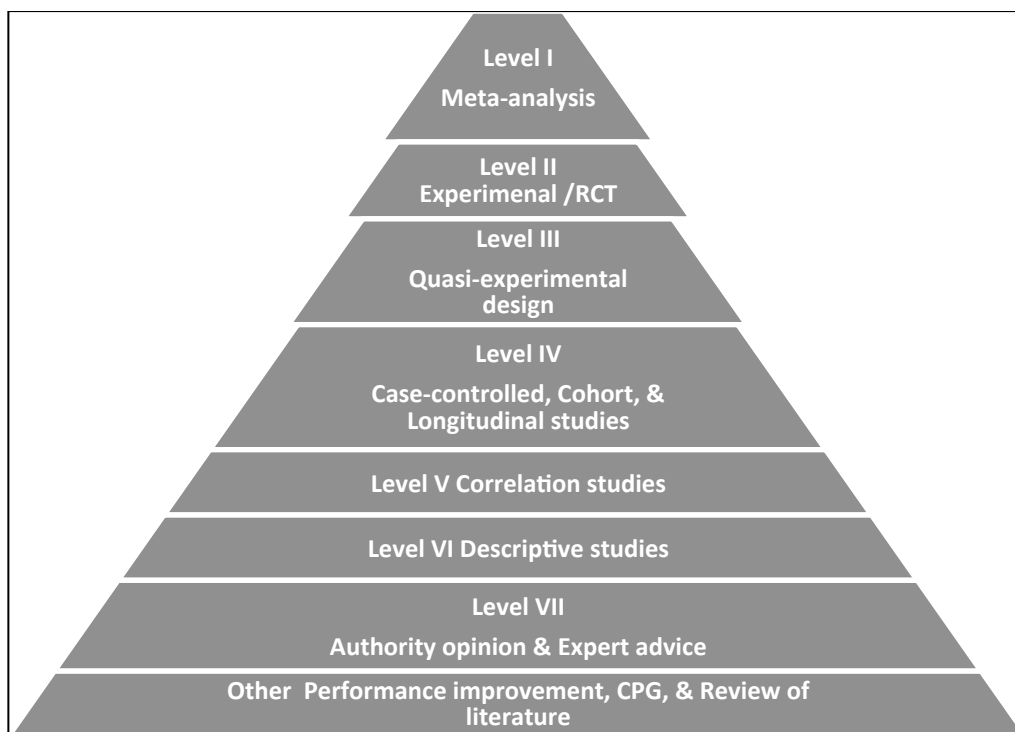 Level I
Meta-analysis
Level II
Experimenal /RCT
Level III
Quasi-experimental
design
Level IV
Case-controlled, Cohort, &
Longitudinal studies
Level V Correlation studies
Level VI Descriptive studies
Level VII
Authority opinion & Expert advice
Other  Performance improvement, CPG, & Review of
literature